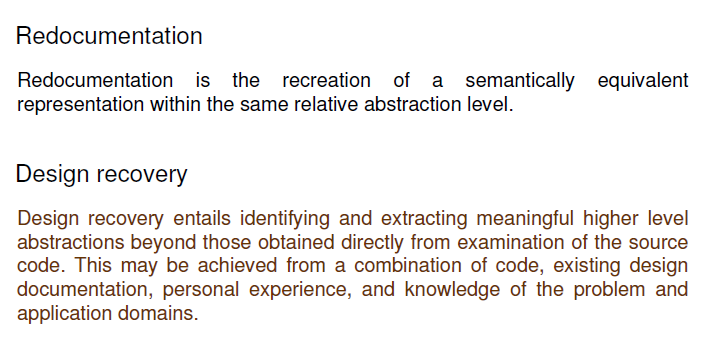 Redocumentation
Redocumentation is the recreation of a semantically equivalent
representation within the same relative abstraction level.
Design recovery
Design recovery entails identifying and extracting meaningful higher level
abstractions beyond those obtained directly from examination of the source
code. This may be achieved from a combination of code, existing design
documentation, personal experience, and knowledge of the problem and
application domains.